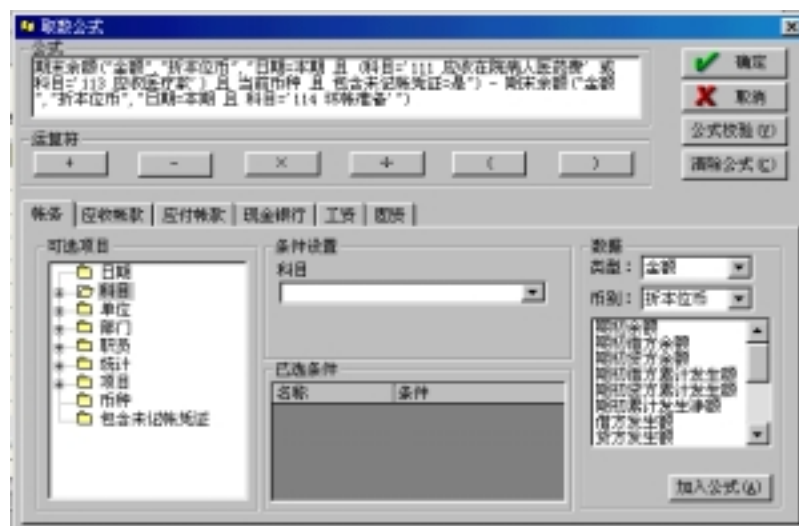 取数公式
公式
期末余额("金额","折本位币","日期=本期 且 (科目='111 应收在院病人医药费' 或
科目='113 应收医疗款') 且 当前币种 且 包含未记帐凭证=是") - 期末余额("金额
","折本位币","日期=本期 且 科目='114 坏帐准备'")
确定
取消
公式校验(V)
清除公式(C)
运算符
+ - × ÷ ( )
帐务 应收帐款 应付帐款 现金银行 工资 固资
可选项目
日期
科目
单位
部门
职员
统计
项目
币种
包含未记帐凭证
条件设置
科目
已选条件
名称 条件
数据
类型: 金额
币别: 折本位币
期初余额
期初借方余额
期初贷方余额
期初借方累计发生额
期初贷方累计发生额
期初累计发生净额
借方发生额
贷方发生额
加入公式(A)